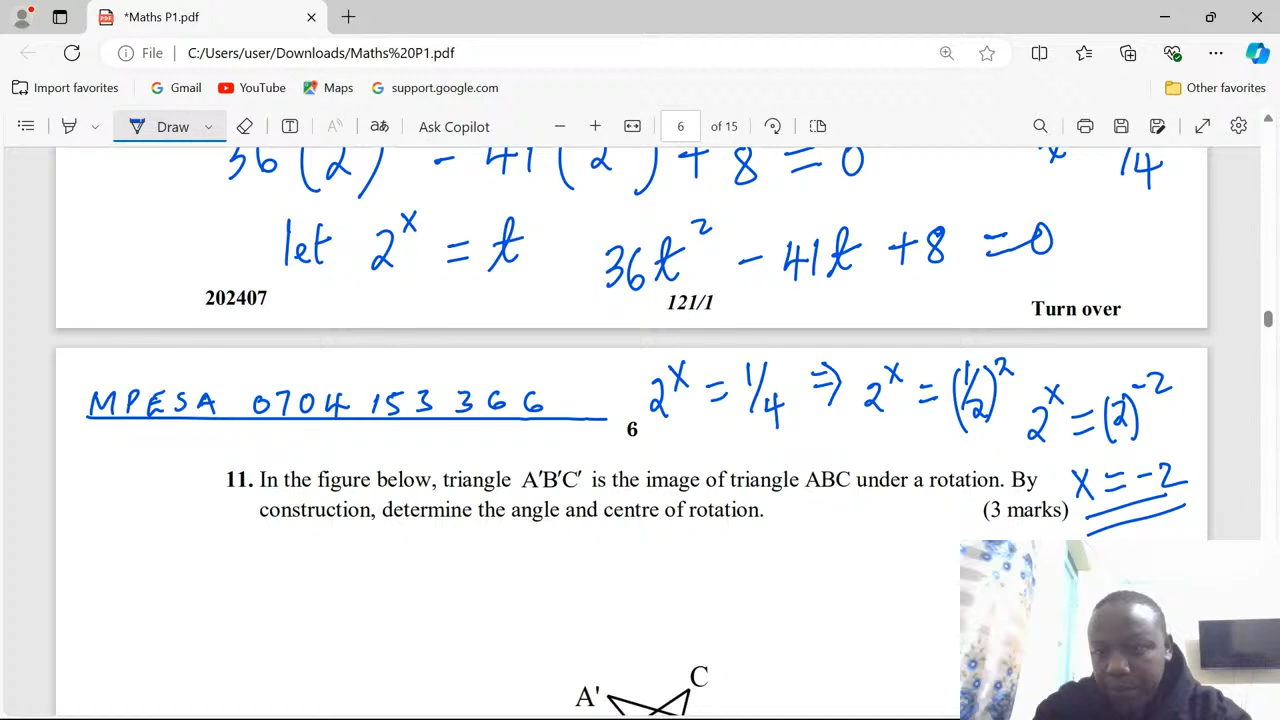 *Maths P1.pdf
File C:/Users/user/Downloads/Maths%20P1.pdf
Import favorites Gmail YouTube Maps support.google.com Other favorites
Draw Ask Copilot 6 of 15
36(2) - 41(2) + 8 = 0 x 1/4
let 2^x = t 36t² - 41t + 8 = 0
202407 121/1 Turn over
MPESA 0704 153 366
2^x = 1/4 ⇒ 2^x = (1/2)² 2^x = (2)^-2
6
x = -2
11. In the figure below, triangle A'B'C' is the image of triangle ABC under a rotation. By
construction, determine the angle and centre of rotation. (3 marks)
A' C